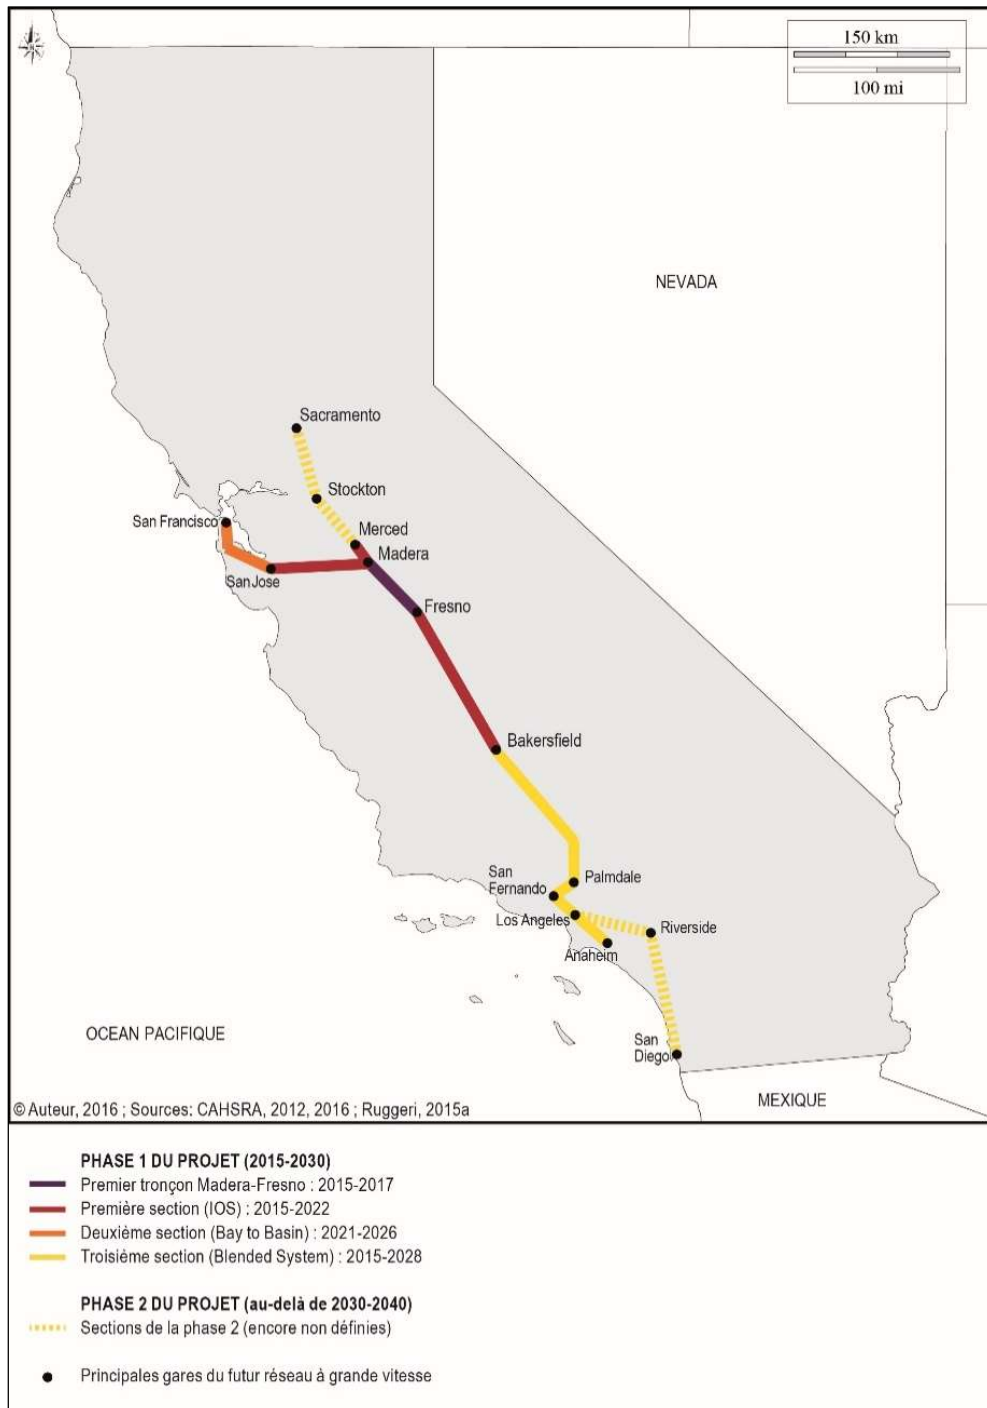 150 km
100 mi
NEVADA
Sacramento
Stockton
San Francisco
Merced
Madera
San Jose
Fresno
Bakersfield
San
Fernando
Palmdale
Los Angeles
Riverside
Anaheim
OCEAN PACIFIQUE
San
Diego
MEXIQUE
© Auteur, 2016 ; Sources: CAHSRA, 2012, 2016 ; Ruggeri, 2015a
PHASE 1 DU PROJET (2015-2030)
Premier tronçon Madera-Fresno : 2015-2017
Première section (IOS) : 2015-2022
Deuxième section (Bay to Basin) : 2021-2026
Troisième section (Blended System) : 2015-2028
PHASE 2 DU PROJET (au-delà de 2030-2040)
Sections de la phase 2 (encore non définies)
Principales gares du futur réseau à grande vitesse